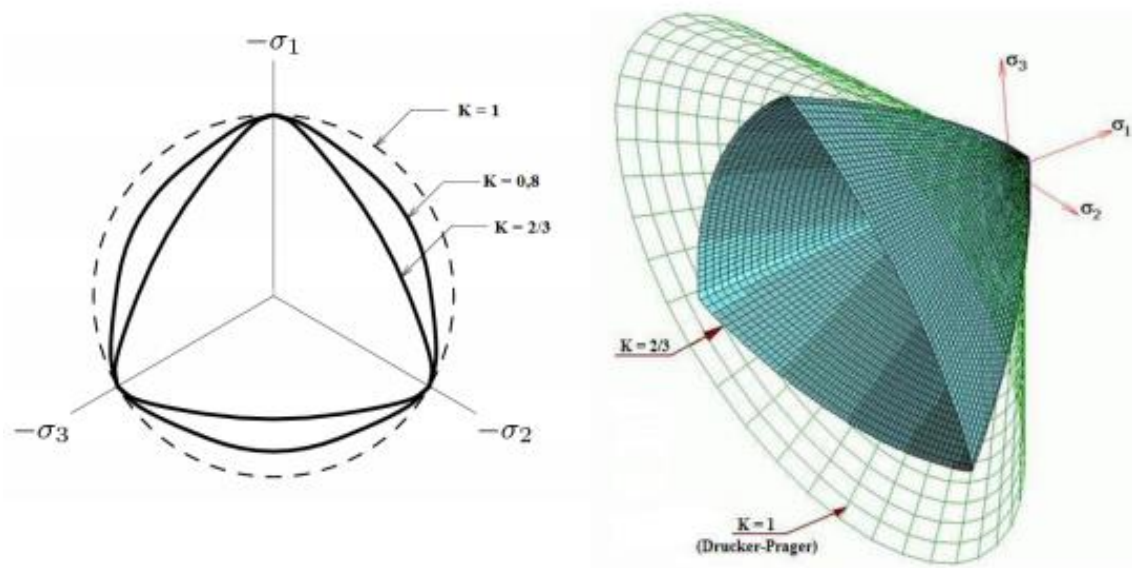 −σ₁
K = 1
K = 0,8
K = 2/3
−σ₃
−σ₂
σ₃
σ₁
σ₂
K = 2/3
K = 1
(Drucker-Prager)